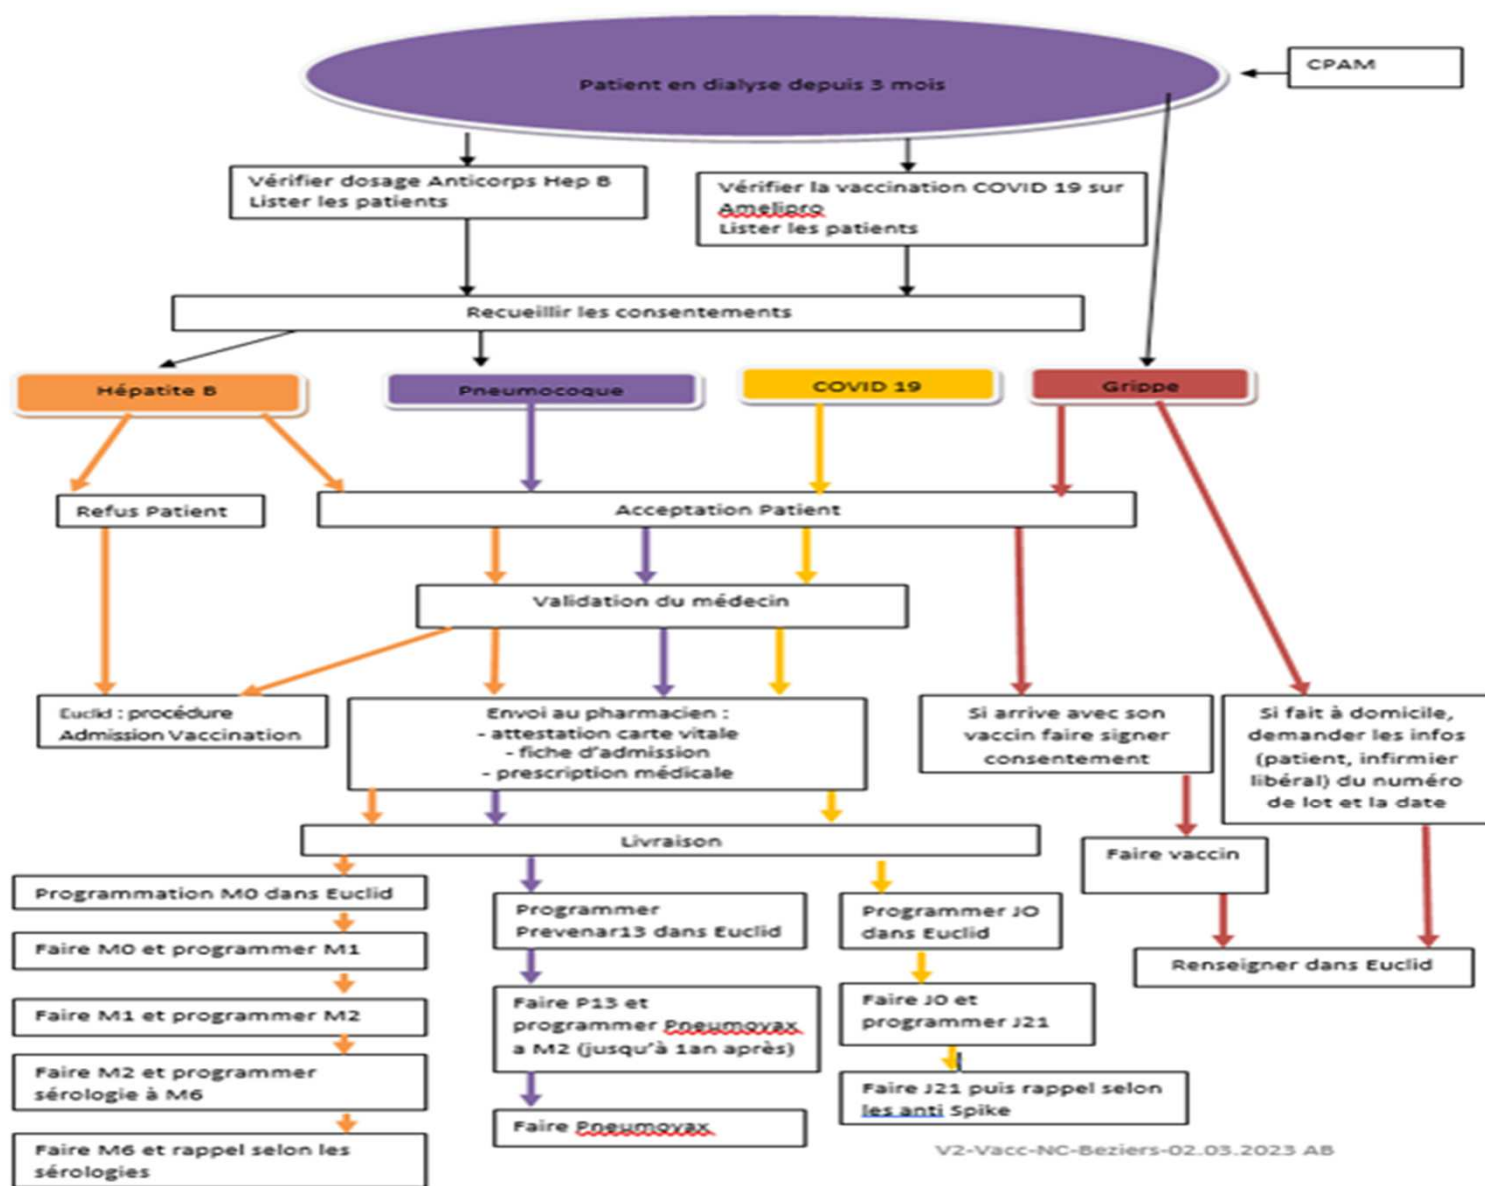 Patient en dialyse depuis 3 mois
CPAM
Vérifier dosage Anticorps Hep B
Lister les patients
Vérifier la vaccination COVID 19 sur
Amelipro
Lister les patients
Recueillir les consentements
Hépatite B
Pneumocoque
COVID 19
Grippe
Refus Patient
Acceptation Patient
Validation du médecin
Euclid : procédure
Admission Vaccination
Envoi au pharmacien :
- attestation carte vitale
- fiche d'admission
- prescription médicale
Si arrive avec son
vaccin faire signer
consentement
Si fait à domicile,
demander les infos
(patient, infirmier
libéral) du numéro
de lot et la date
Livraison
Faire vaccin
Renseigner dans Euclid
Programmation M0 dans Euclid
Faire M0 et programmer M1
Faire M1 et programmer M2
Faire M2 et programmer
sérologie à M6
Faire M6 et rappel selon les
sérologies
Programmer
Prevenar13 dans Euclid
Faire P13 et
programmer Pneumovax
a M2 (jusqu'à 1an après)
Faire Pneumovax
Programmer J0
dans Euclid
Faire J0 et
programmer J21
Faire J21 puis rappel selon
les anti Spike
V2-Vacc-NC-Beziers-02.03.2023 AB